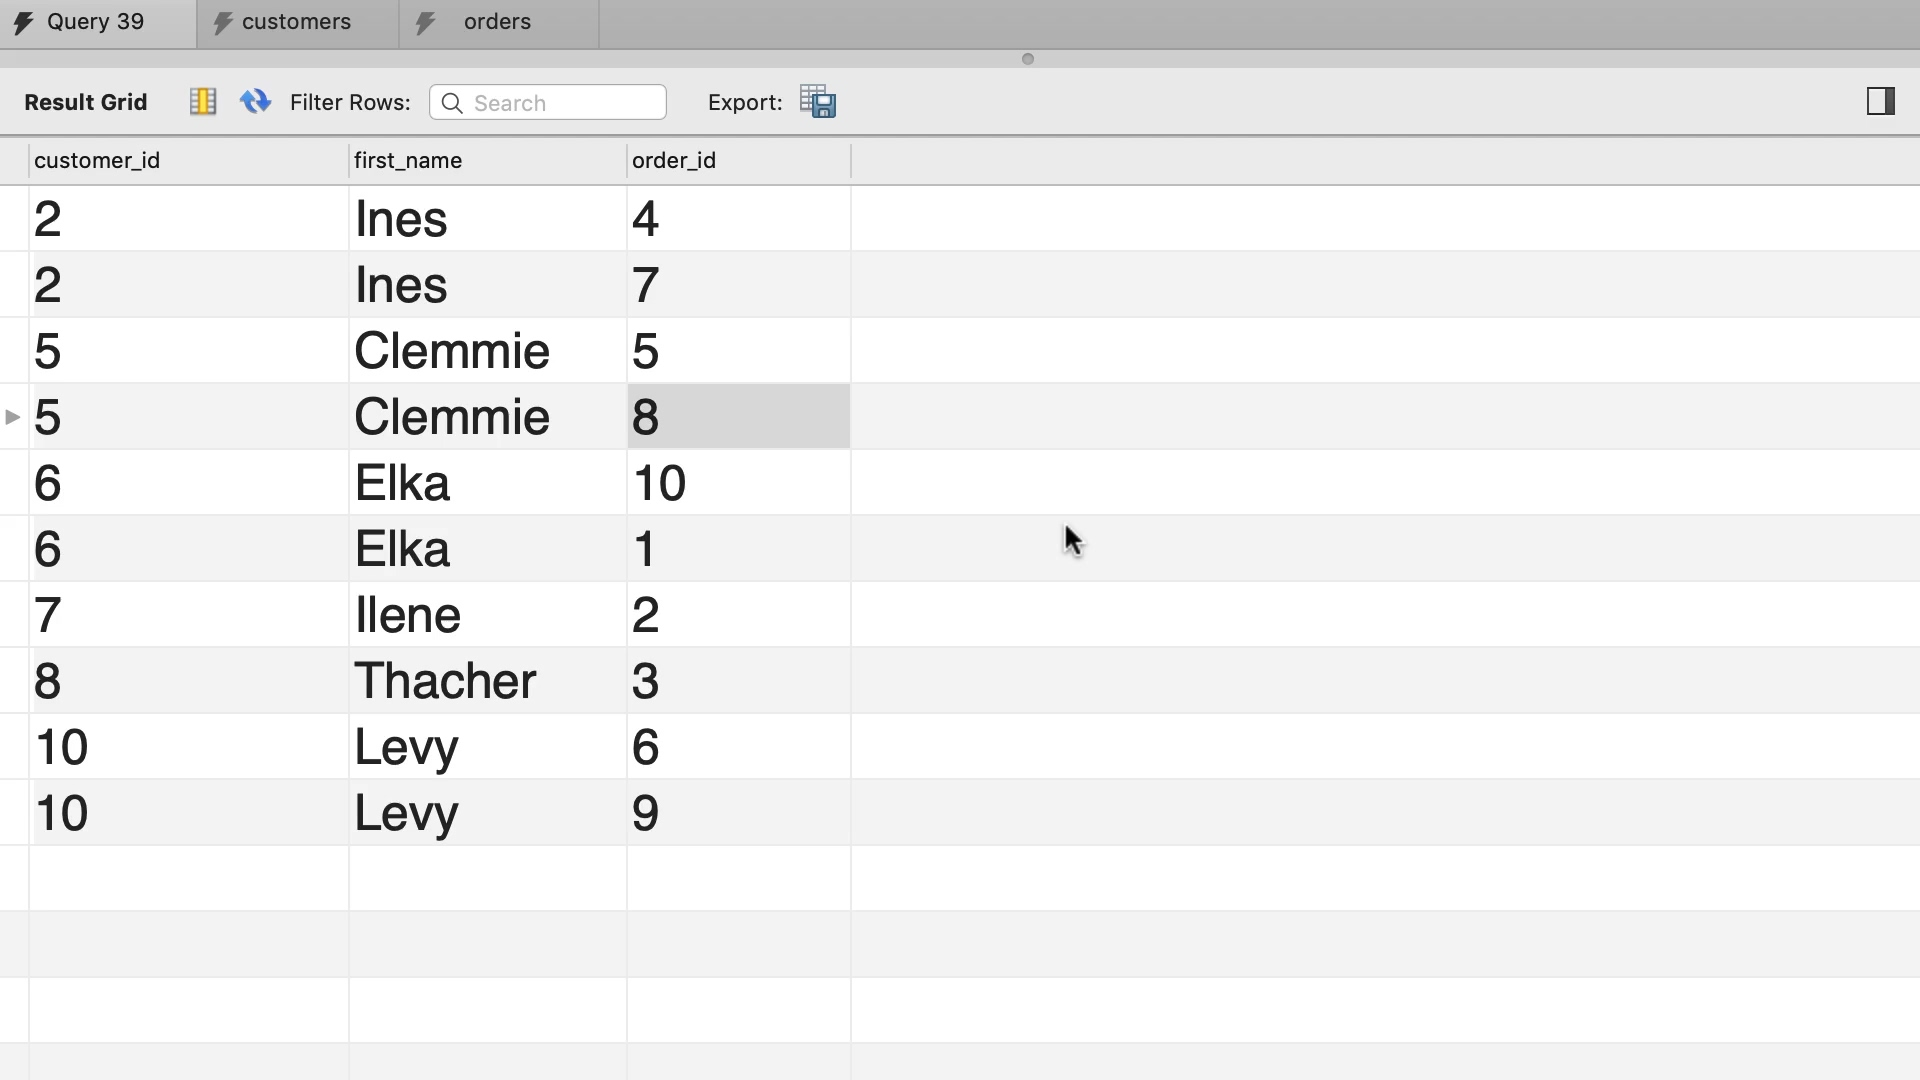 Query 39 customers orders
Result Grid Filter Rows: Search Export:
customer_id first_name order_id
2 Ines 4
2 Ines 7
5 Clemmie 5
5 Clemmie 8
6 Elka 10
6 Elka 1
7 Ilene 2
8 Thacher 3
10 Levy 6
10 Levy 9